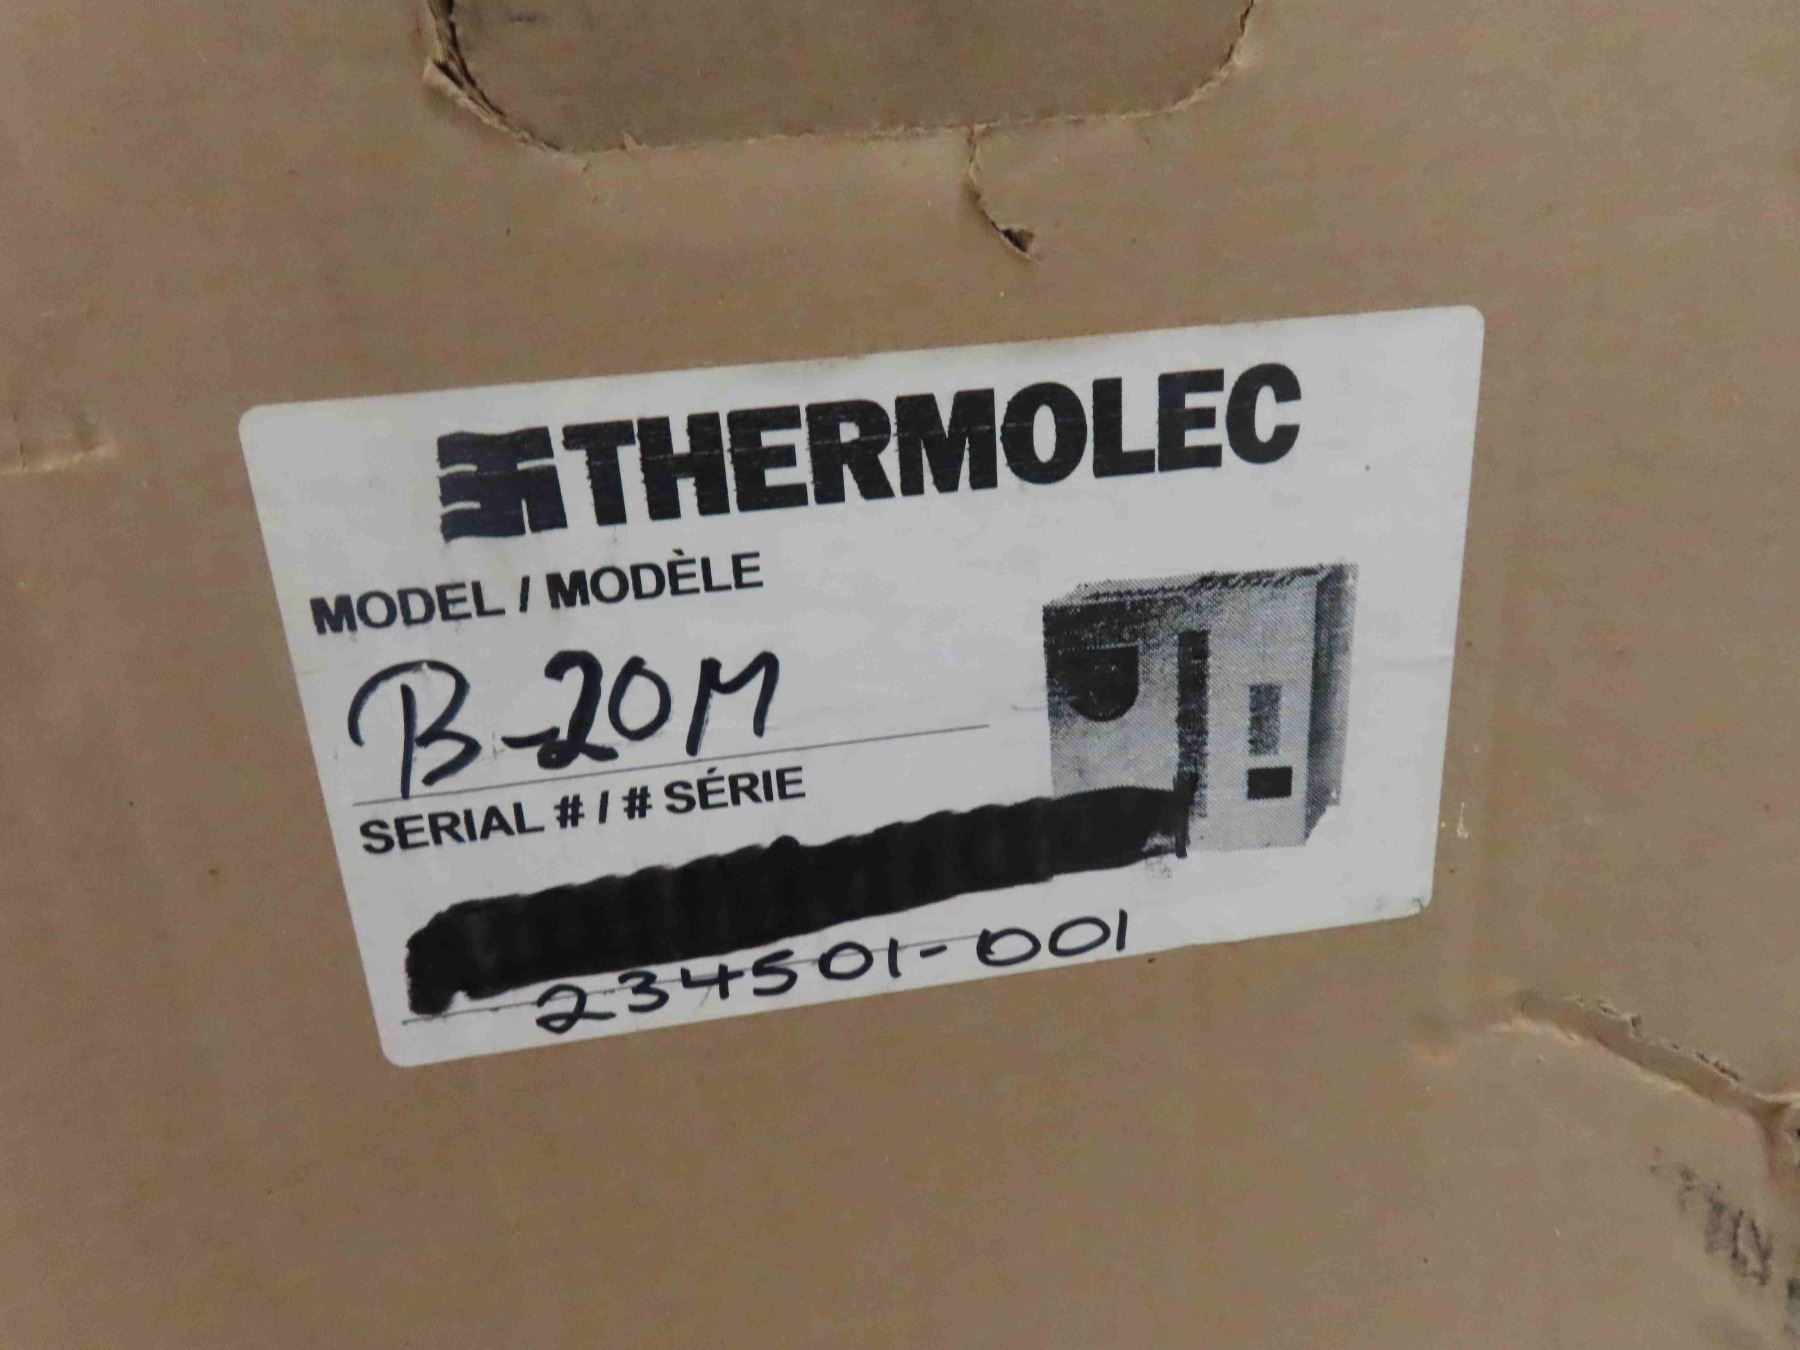 THERMOLEC
MODEL / MODÈLE
B-20M
SERIAL # / # SÉRIE
234501-001